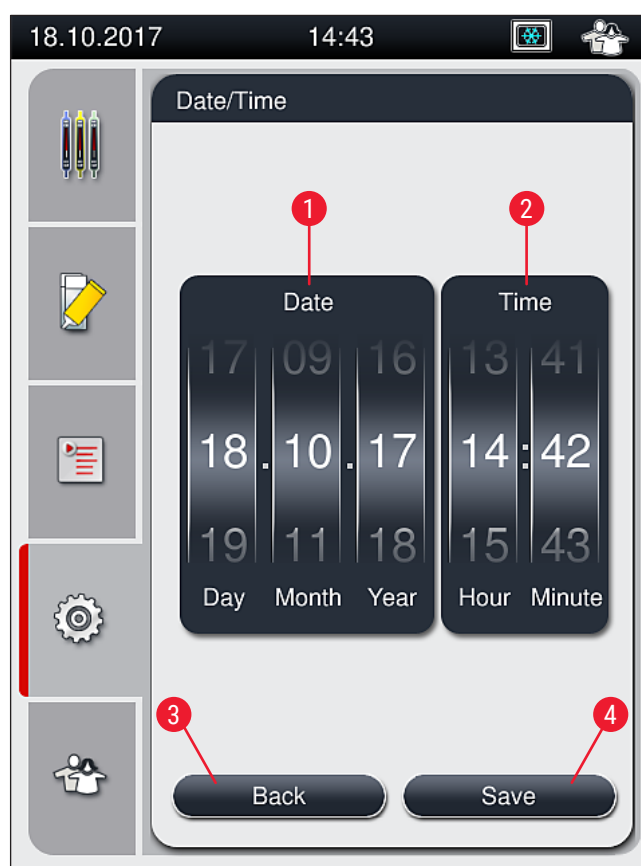 18.10.2017 14:43
Date/Time
1 2
Date Time
17 09 16 13 41
18 . 10 . 17 14 : 42
19 11 18 15 43
Day Month Year Hour Minute
3 4
Back Save